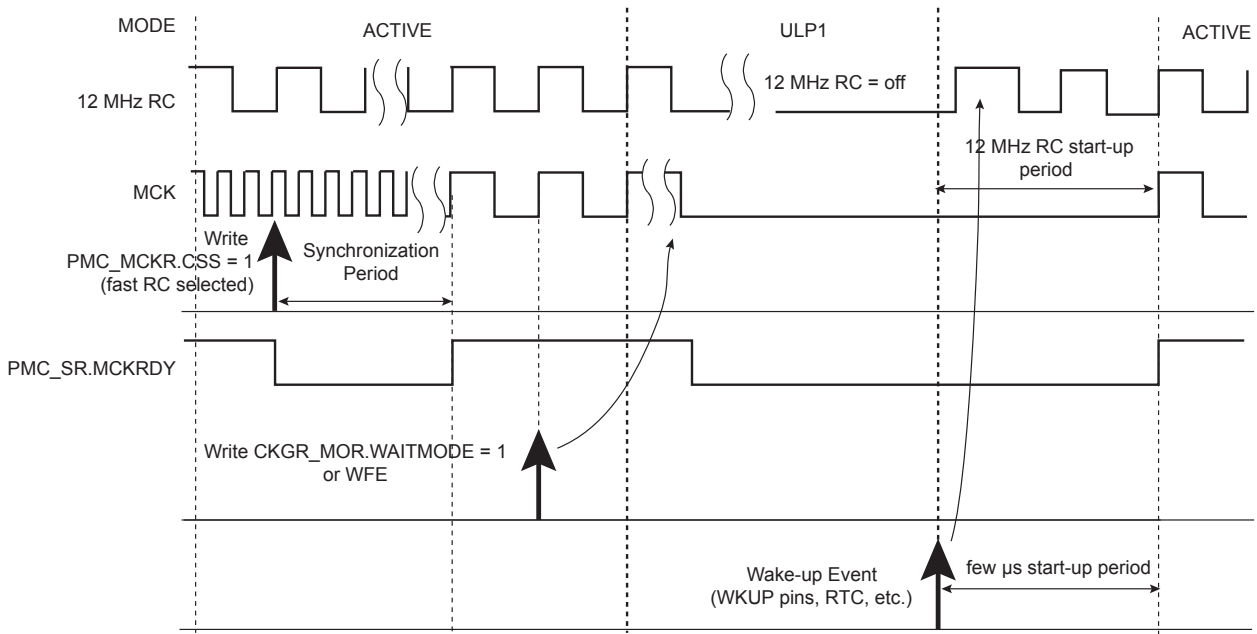 MODE
ACTIVE
ULP1
ACTIVE
12 MHz RC
12 MHz RC = off
12 MHz RC start-up
period
MCK
Write
PMC_MCKR.CSS = 1
(fast RC selected)
Synchronization
Period
PMC_SR.MCKRDY
Write CKGR_MOR.WAITMODE = 1
or WFE
Wake-up Event
(WKUP pins, RTC, etc.)
few µs start-up period